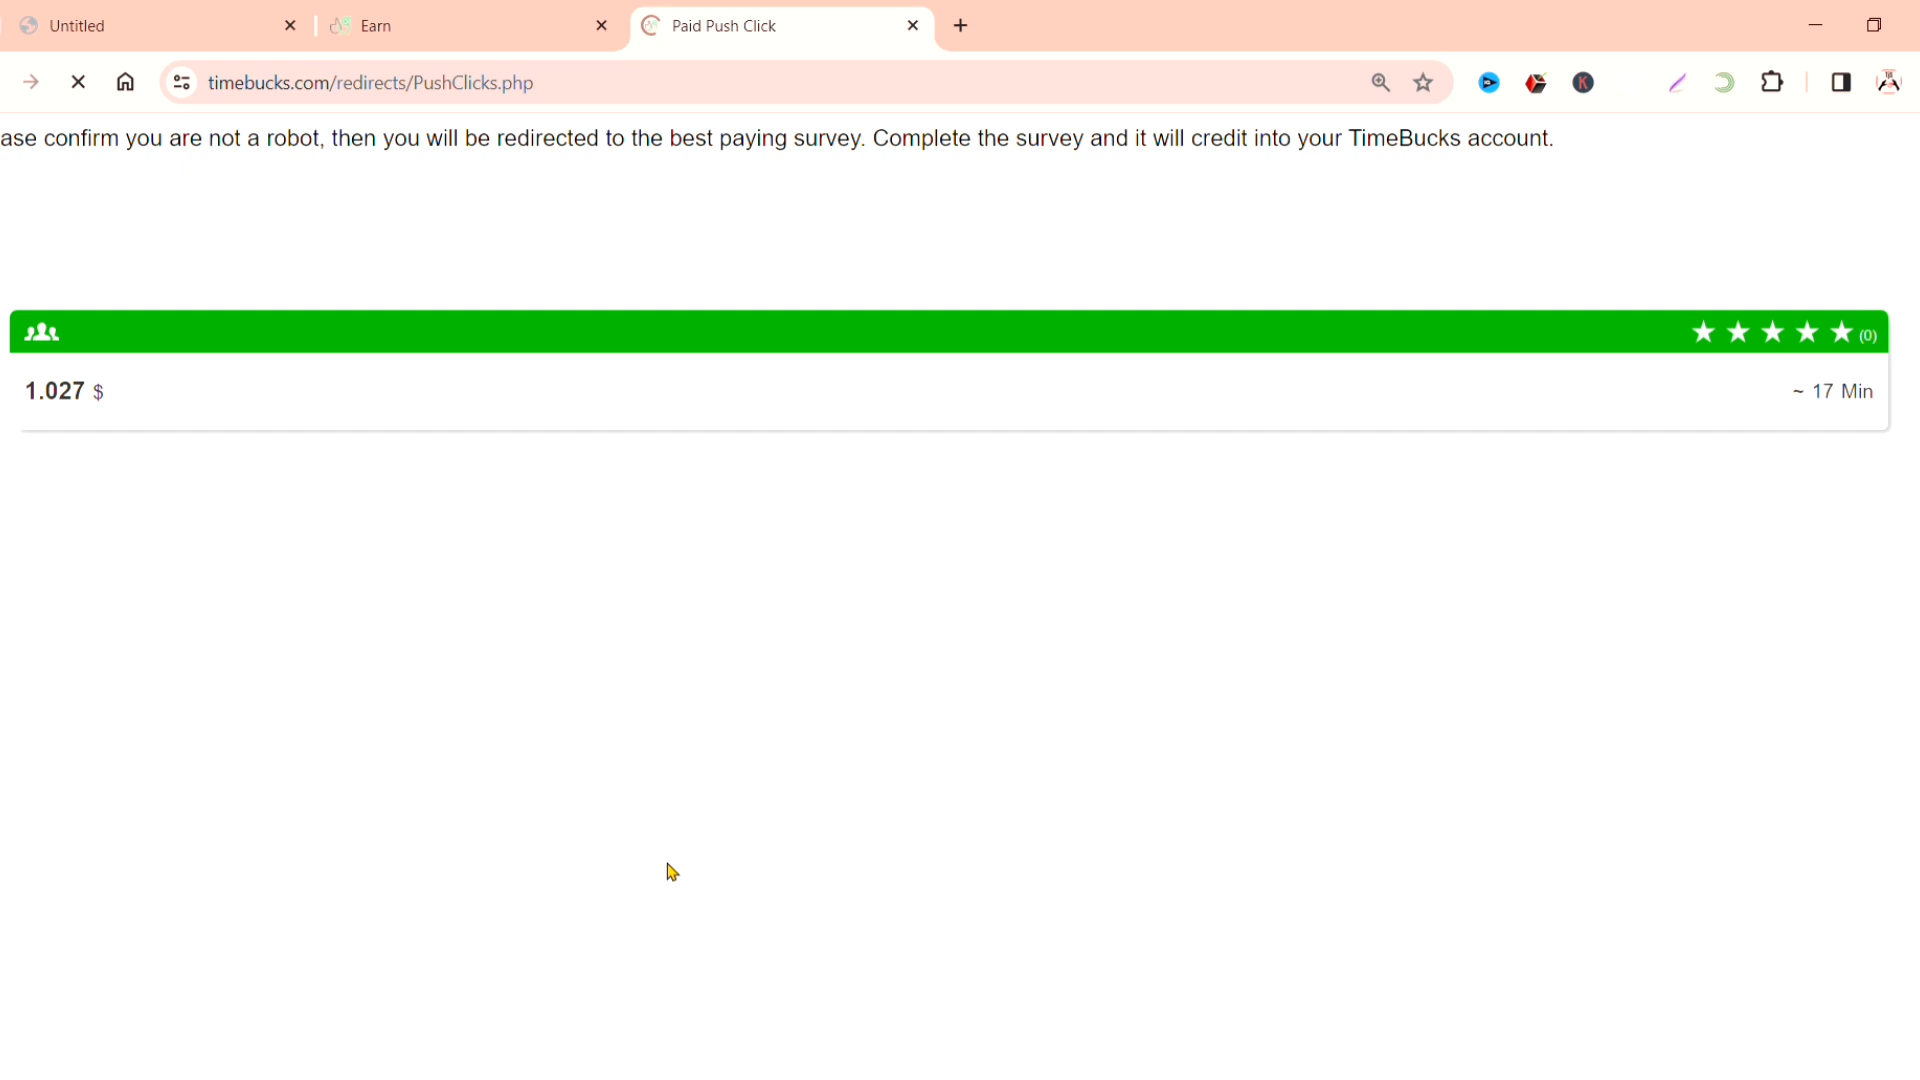 Untitled
Earn
Paid Push Click
timebucks.com/redirects/PushClicks.php
K
ase confirm you are not a robot, then you will be redirected to the best paying survey. Complete the survey and it will credit into your TimeBucks account.
(0)
1.027 $
~ 17 Min